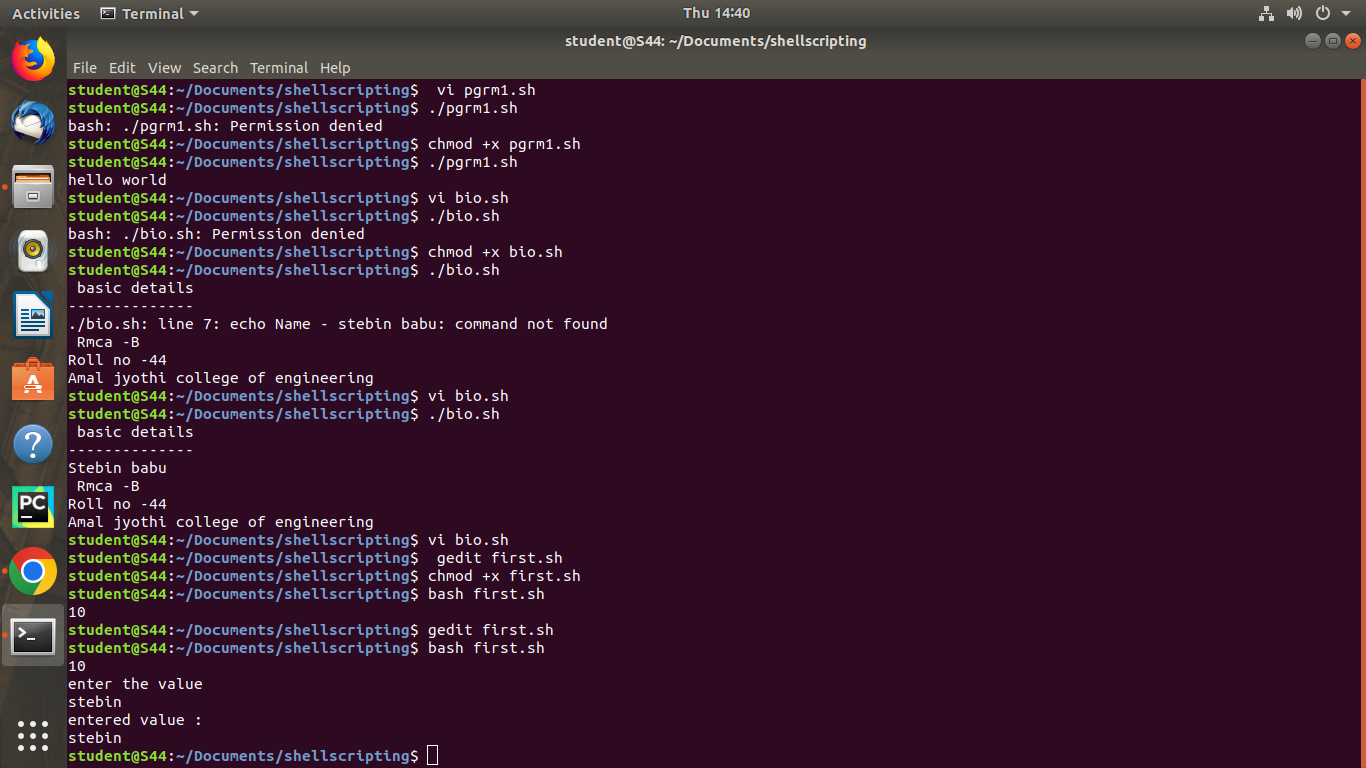 Activities Terminal Thu 14:40
student@S44: ~/Documents/shellscripting
File Edit View Search Terminal Help
student@S44:~/Documents/shellscripting$  vi pgrm1.sh
student@S44:~/Documents/shellscripting$ ./pgrm1.sh
bash: ./pgrm1.sh: Permission denied
student@S44:~/Documents/shellscripting$ chmod +x pgrm1.sh
student@S44:~/Documents/shellscripting$ ./pgrm1.sh
hello world
student@S44:~/Documents/shellscripting$ vi bio.sh
student@S44:~/Documents/shellscripting$ ./bio.sh
bash: ./bio.sh: Permission denied
student@S44:~/Documents/shellscripting$ chmod +x bio.sh
student@S44:~/Documents/shellscripting$ ./bio.sh
 basic details
--------------
./bio.sh: line 7: echo Name - stebin babu: command not found
 Rmca -B
Roll no -44
Amal jyothi college of engineering
student@S44:~/Documents/shellscripting$ vi bio.sh
student@S44:~/Documents/shellscripting$ ./bio.sh
 basic details
--------------
Stebin babu
 Rmca -B
Roll no -44
Amal jyothi college of engineering
student@S44:~/Documents/shellscripting$ vi bio.sh
student@S44:~/Documents/shellscripting$  gedit first.sh
student@S44:~/Documents/shellscripting$ chmod +x first.sh
student@S44:~/Documents/shellscripting$ bash first.sh
10
student@S44:~/Documents/shellscripting$ gedit first.sh
student@S44:~/Documents/shellscripting$ bash first.sh
10
enter the value
stebin
entered value :
stebin
student@S44:~/Documents/shellscripting$
?
PC
>_